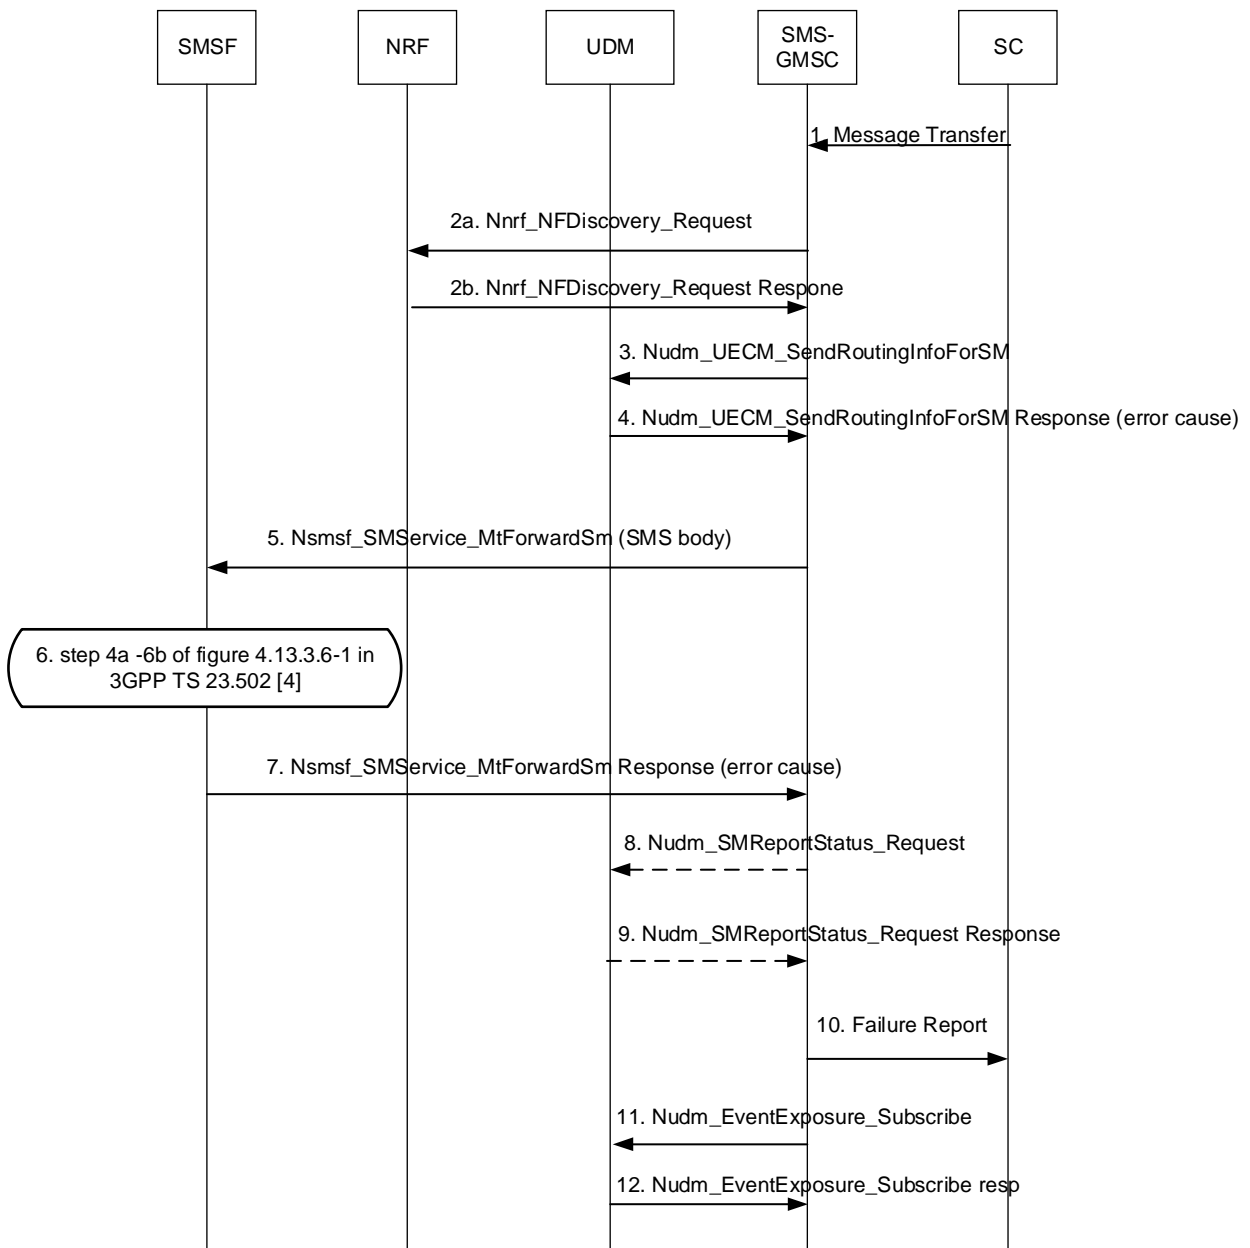 SMSF
NRF
UDM
SMS-
GMSC
SC
1. Message Transfer
2a. Nnrf_NFDiscovery_Request
2b. Nnrf_NFDiscovery_Request Respone
3. Nudm_UECM_SendRoutingInfoForSM
4. Nudm_UECM_SendRoutingInfoForSM Response (error cause)
5. Nsmsf_SMService_MtForwardSm (SMS body)
6. step 4a -6b of figure 4.13.3.6-1 in
3GPP TS 23.502 [4]
7. Nsmsf_SMService_MtForwardSm Response (error cause)
8. Nudm_SMReportStatus_Request
9. Nudm_SMReportStatus_Request Response
10. Failure Report
11. Nudm_EventExposure_Subscribe
12. Nudm_EventExposure_Subscribe resp